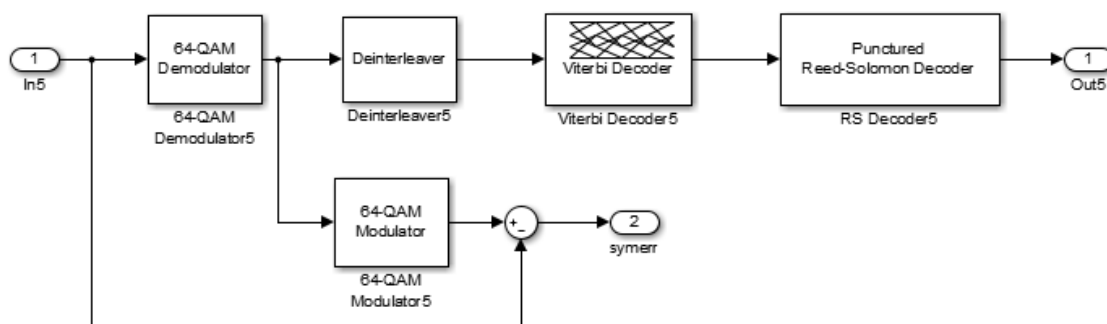 1
In5
64-QAM
Demodulator
64-QAM
Demodulator5
Deinterleaver
Deinterleaver5
Viterbi Decoder
Viterbi Decoder5
Punctured
Reed-Solomon Decoder
RS Decoder5
1
Out5
64-QAM
Modulator
64-QAM
Modulator5
+
−
2
symerr